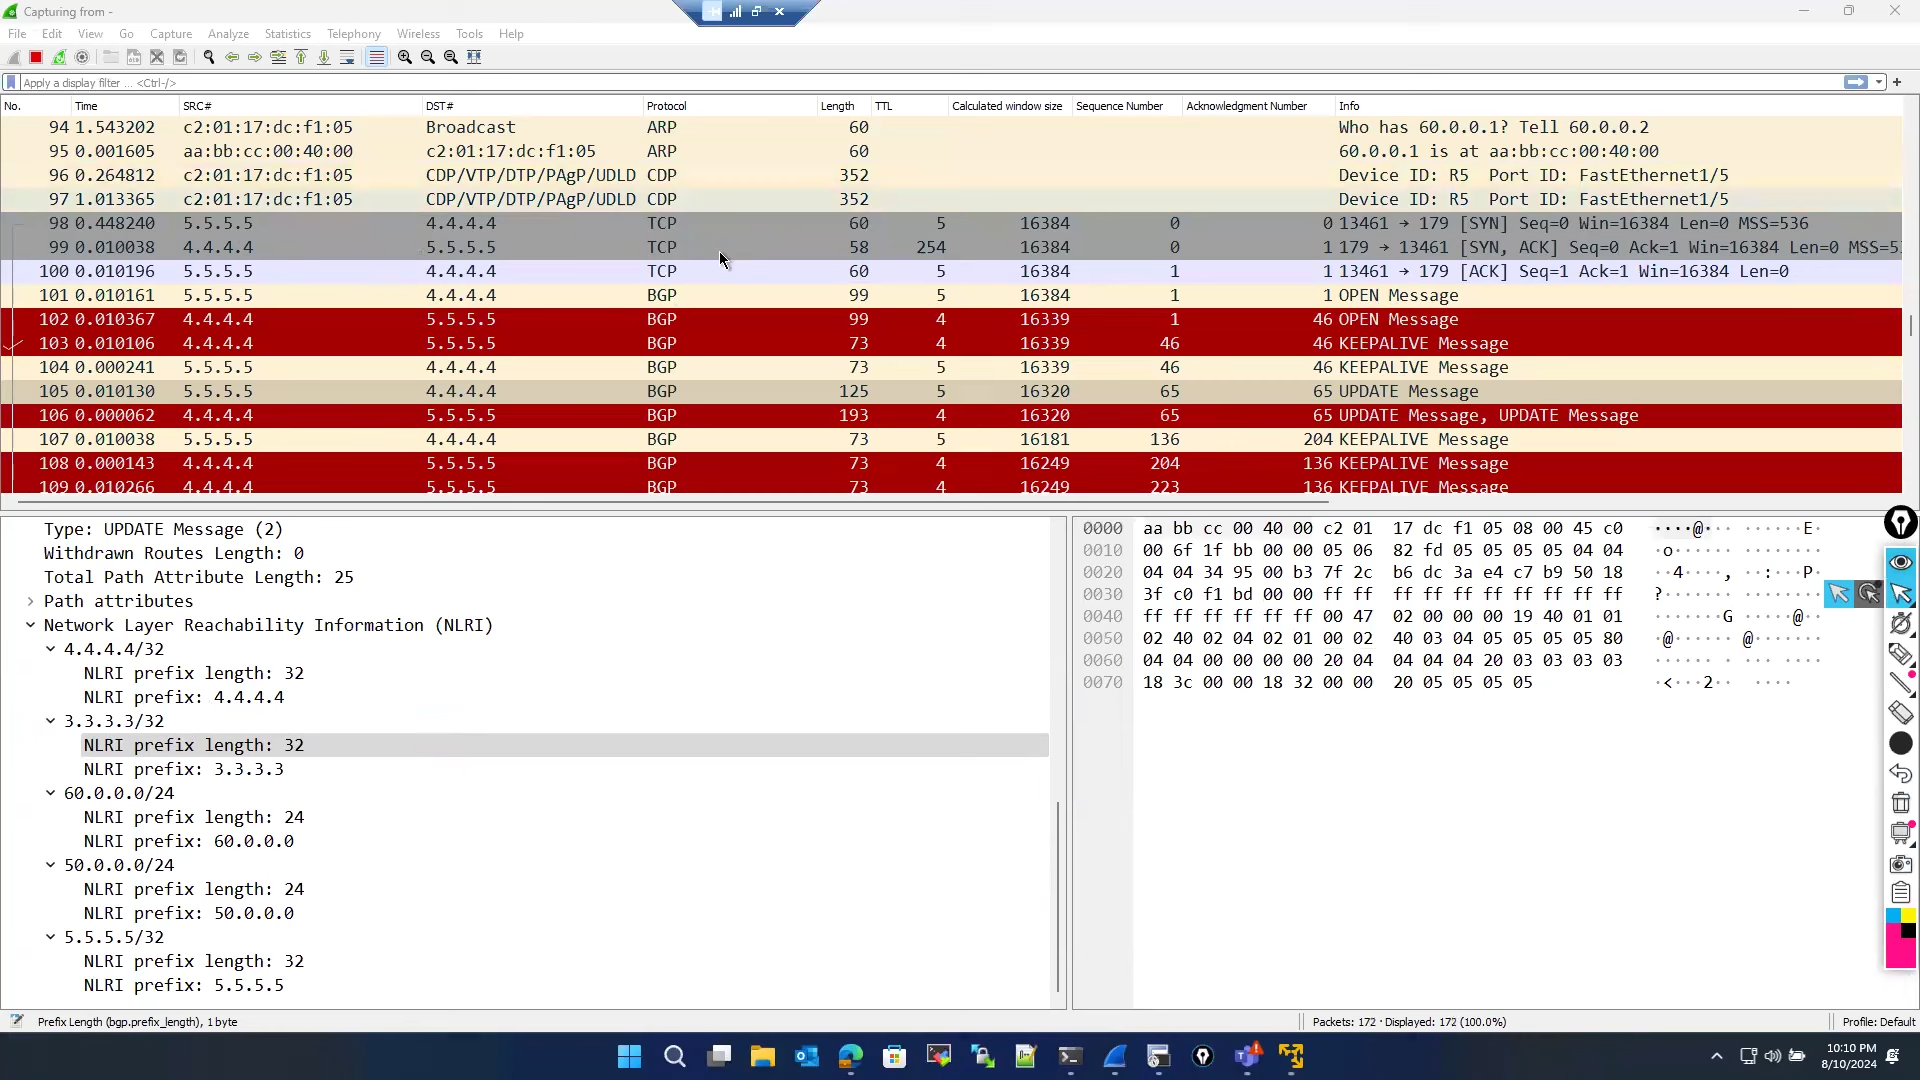 Capturing from -
File Edit View Go Capture Analyze Statistics Telephony Wireless Tools Help
Apply a display filter ... <Ctrl-/>
No. Time SRC# DST# Protocol Length TTL Calculated window size Sequence Number Acknowledgment Number Info
94 1.543202 c2:01:17:dc:f1:05 Broadcast ARP 60 Who has 60.0.0.1? Tell 60.0.0.2
95 0.001605 aa:bb:cc:00:40:00 c2:01:17:dc:f1:05 ARP 60 60.0.0.1 is at aa:bb:cc:00:40:00
96 0.264812 c2:01:17:dc:f1:05 CDP/VTP/DTP/PAgP/UDLD CDP 352 Device ID: R5 Port ID: FastEthernet1/5
97 1.013365 c2:01:17:dc:f1:05 CDP/VTP/DTP/PAgP/UDLD CDP 352 Device ID: R5 Port ID: FastEthernet1/5
98 0.448240 5.5.5.5 4.4.4.4 TCP 60 5 16384 0 0 13461 → 179 [SYN] Seq=0 Win=16384 Len=0 MSS=536
99 0.010038 4.4.4.4 5.5.5.5 TCP 58 254 16384 0 1 179 → 13461 [SYN, ACK] Seq=0 Ack=1 Win=16384 Len=0 MSS=5
100 0.010196 5.5.5.5 4.4.4.4 TCP 60 5 16384 1 1 13461 → 179 [ACK] Seq=1 Ack=1 Win=16384 Len=0
101 0.010161 5.5.5.5 4.4.4.4 BGP 99 5 16384 1 1 OPEN Message
102 0.010367 4.4.4.4 5.5.5.5 BGP 99 4 16339 1 46 OPEN Message
103 0.010106 4.4.4.4 5.5.5.5 BGP 73 4 16339 46 46 KEEPALIVE Message
104 0.000241 5.5.5.5 4.4.4.4 BGP 73 5 16339 46 46 KEEPALIVE Message
105 0.010130 5.5.5.5 4.4.4.4 BGP 125 5 16320 65 65 UPDATE Message
106 0.000062 4.4.4.4 5.5.5.5 BGP 193 4 16320 65 65 UPDATE Message, UPDATE Message
107 0.010038 5.5.5.5 4.4.4.4 BGP 73 5 16181 136 204 KEEPALIVE Message
108 0.000143 4.4.4.4 5.5.5.5 BGP 73 4 16249 204 136 KEEPALIVE Message
109 0.010266 4.4.4.4 5.5.5.5 BGP 73 4 16249 223 136 KEEPALIVE Message
Type: UPDATE Message (2)
Withdrawn Routes Length: 0
Total Path Attribute Length: 25
Path attributes
Network Layer Reachability Information (NLRI)
4.4.4.4/32
NLRI prefix length: 32
NLRI prefix: 4.4.4.4
3.3.3.3/32
NLRI prefix length: 32
NLRI prefix: 3.3.3.3
60.0.0.0/24
NLRI prefix length: 24
NLRI prefix: 60.0.0.0
50.0.0.0/24
NLRI prefix length: 24
NLRI prefix: 50.0.0.0
5.5.5.5/32
NLRI prefix length: 32
NLRI prefix: 5.5.5.5
0000 aa bb cc 00 40 00 c2 01 17 dc f1 05 08 00 45 c0 ····@··· ······E·
0010 00 6f 1f bb 00 00 05 06 82 fd 05 05 05 05 04 04 ·o······ ········
0020 04 04 34 95 00 b3 7f 2c b6 dc 3a e4 c7 b9 50 18 ··4····, ··:···P·
0030 3f c0 f1 bd 00 00 ff ff ff ff ff ff ff ff ff ff ?······· ········
0040 ff ff ff ff ff ff 00 47 02 00 00 00 19 40 01 01 ·······G ·····@··
0050 02 40 02 04 02 01 00 02 40 03 04 05 05 05 05 80 ·@······ @·······
0060 04 04 00 00 00 00 20 04 04 04 04 20 03 03 03 03 ······ · ··· ····
0070 18 3c 00 00 18 32 00 00 20 05 05 05 05 ·<···2·· ····
Prefix Length (bgp.prefix_length), 1 byte
Packets: 172 · Displayed: 172 (100.0%)
Profile: Default
10:10 PM
8/10/2024